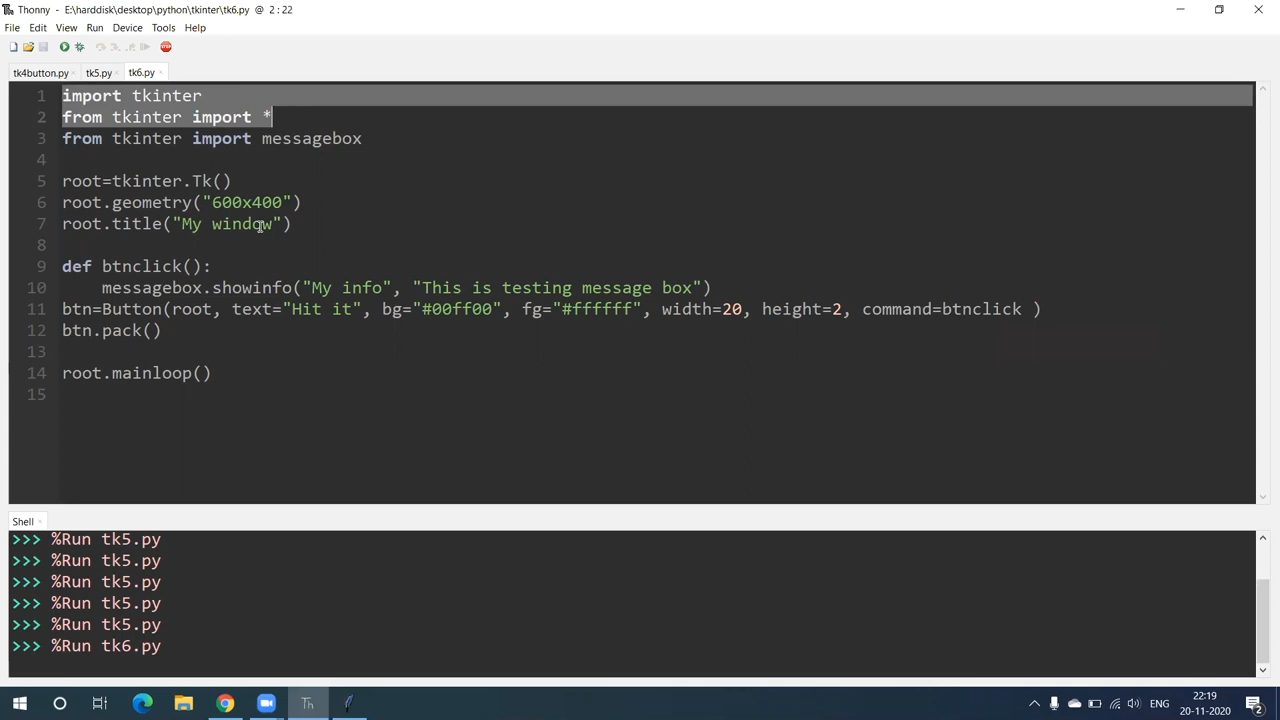 Thonny - E:\harddisk\desktop\python\tkinter\tk6.py @ 2 : 22
File Edit View Run Device Tools Help
STOP
tk4button.py × tk5.py × tk6.py ×
1 import tkinter
2 from tkinter import *
3 from tkinter import messagebox
4
5 root=tkinter.Tk()
6 root.geometry("600x400")
7 root.title("My window")
8
9 def btnclick():
10 messagebox.showinfo("My info", "This is testing message box")
11 btn=Button(root, text="Hit it", bg="#00ff00", fg="#ffffff", width=20, height=2, command=btnclick )
12 btn.pack()
13
14 root.mainloop()
15
Shell ×
>>> %Run tk5.py
>>> %Run tk5.py
>>> %Run tk5.py
>>> %Run tk5.py
>>> %Run tk5.py
>>> %Run tk6.py
Th
ENG
22:19
20-11-2020
2